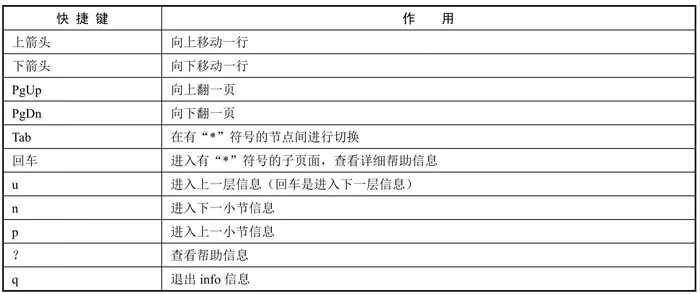 快 捷 键 作 用
上箭头 向上移动一行
下箭头 向下移动一行
PgUp 向上翻一页
PgDn 向下翻一页
Tab 在有“*”符号的节点间进行切换
回车 进入有“*”符号的子页面，查看详细帮助信息
u 进入上一层信息（回车是进入下一层信息）
n 进入下一小节信息
p 进入上一小节信息
？ 查看帮助信息
q 退出 info 信息